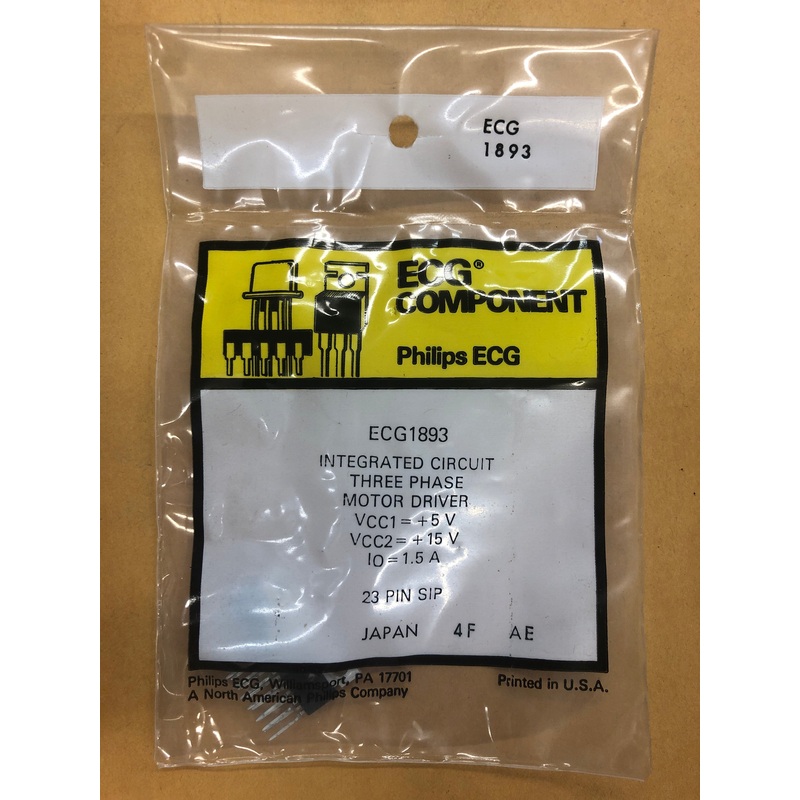 ECG
1893
ECG®
COMPONENT
Philips ECG
ECG1893
INTEGRATED CIRCUIT
THREE PHASE
MOTOR DRIVER
VCC1 = +5 V
VCC2 = +15 V
IO = 1.5 A
23 PIN SIP
JAPAN 4F AE
Philips ECG, Williamsport, PA 17701
A North American Philips Company
Printed in U.S.A.